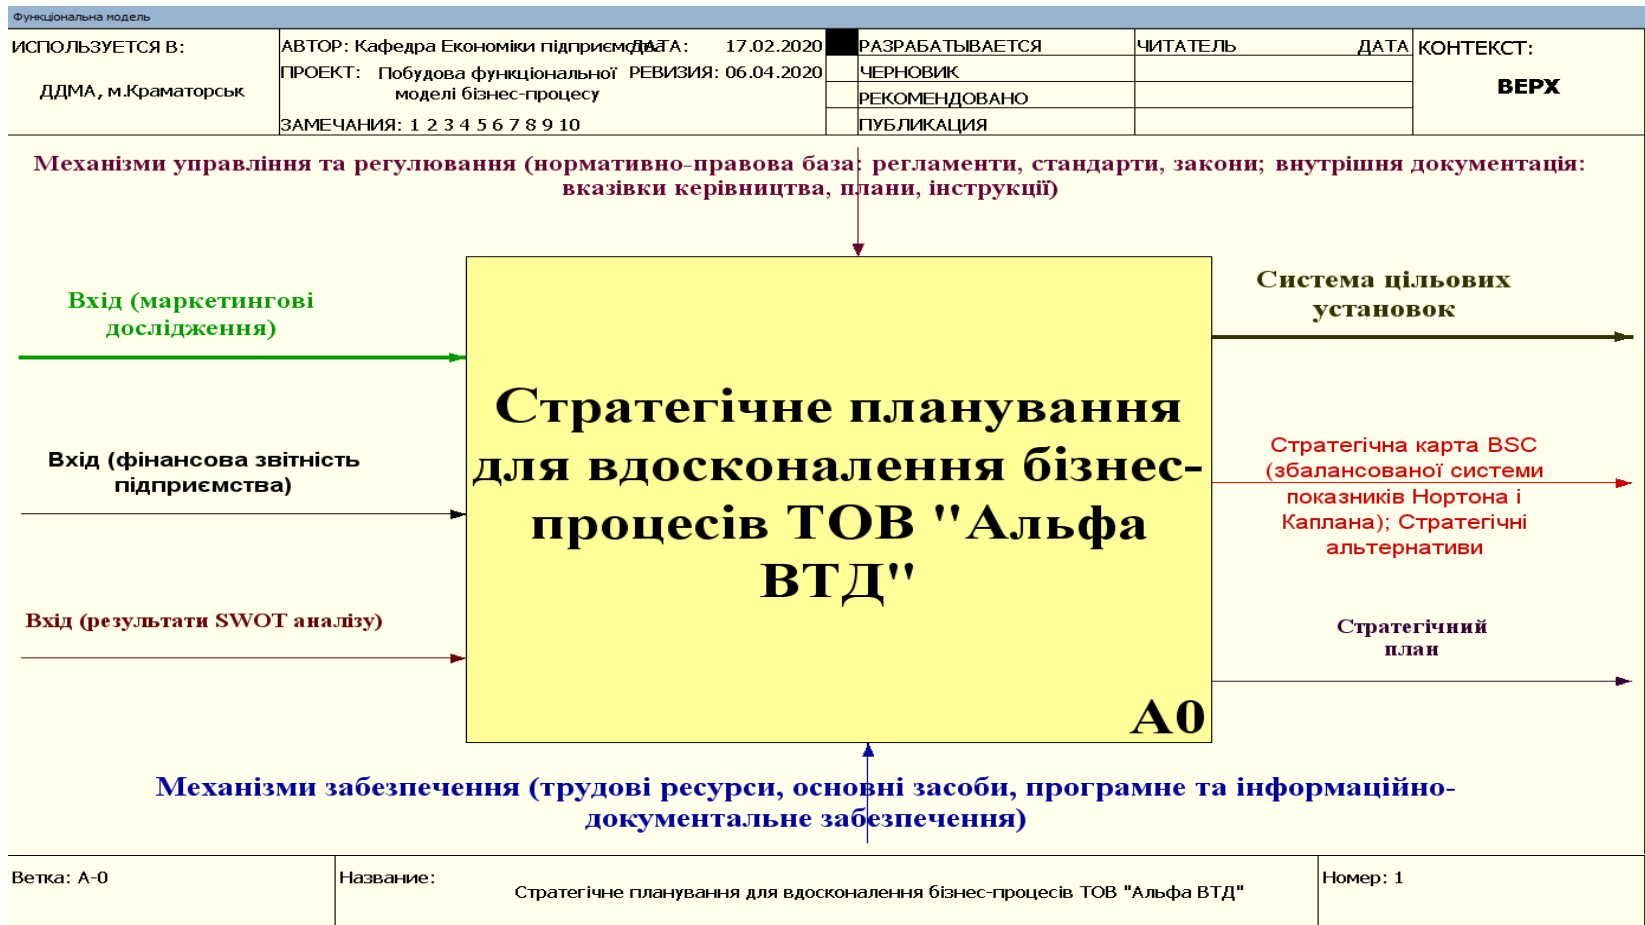 Функціональна модель
ИСПОЛЬЗУЕТСЯ В:
ДДМА, м.Краматорськ
АВТОР: Кафедра Економіки підприємства
ДАТА: 17.02.2020
ПРОЕКТ: Побудова функціональної
моделі бізнес-процесу
РЕВИЗИЯ: 06.04.2020
ЗАМЕЧАНИЯ: 1 2 3 4 5 6 7 8 9 10
РАЗРАБАТЫВАЕТСЯ
ЧЕРНОВИК
РЕКОМЕНДОВАНО
ПУБЛИКАЦИЯ
ЧИТАТЕЛЬ ДАТА
КОНТЕКСТ:
ВЕРХ
Механізми управління та регулювання (нормативно-правова база: регламенти, стандарти, закони; внутрішня документація:
вказівки керівництва, плани, інструкції)
Вхід (маркетингові
дослідження)
Вхід (фінансова звітність
підприємства)
Вхід (результати SWOT аналізу)
Стратегічне планування
для вдосконалення бізнес-
процесів ТОВ "Альфа
ВТД"
А0
Система цільових
установок
Стратегічна карта BSC
(збалансованої системи
показників Нортона і
Каплана); Стратегічні
альтернативи
Стратегічний
план
Механізми забезпечення (трудові ресурси, основні засоби, програмне та інформаційно-
документальне забезпечення)
Ветка: А-0
Название:
Стратегічне планування для вдосконалення бізнес-процесів ТОВ "Альфа ВТД"
Номер: 1